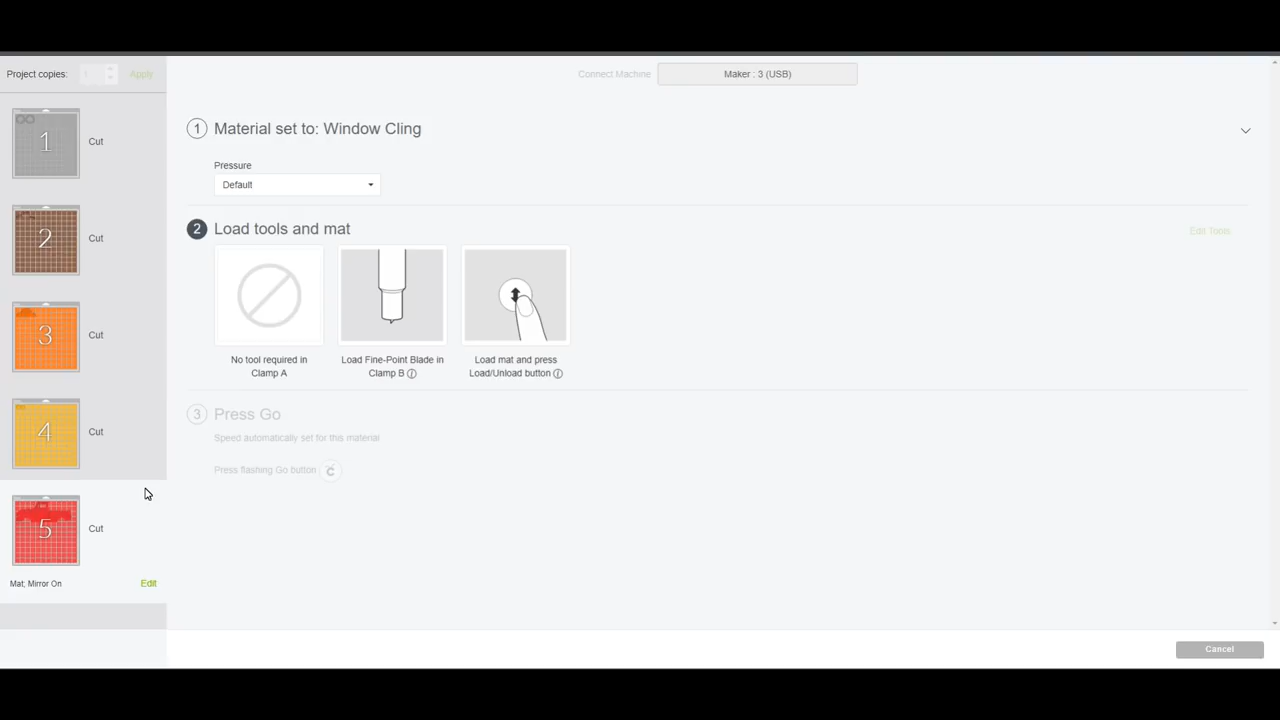 Project copies: 1 Apply
Connect Machine Maker : 3 (USB)
1 Cut
2 Cut
3 Cut
4 Cut
5 Cut
Mat; Mirror On Edit
1 Material set to: Window Cling
Pressure
Default
2 Load tools and mat
Edit Tools
No tool required in
Clamp A
Load Fine-Point Blade in
Clamp B i
Load mat and press
Load/Unload button i
3 Press Go
Speed automatically set for this material
Press flashing Go button
Cancel